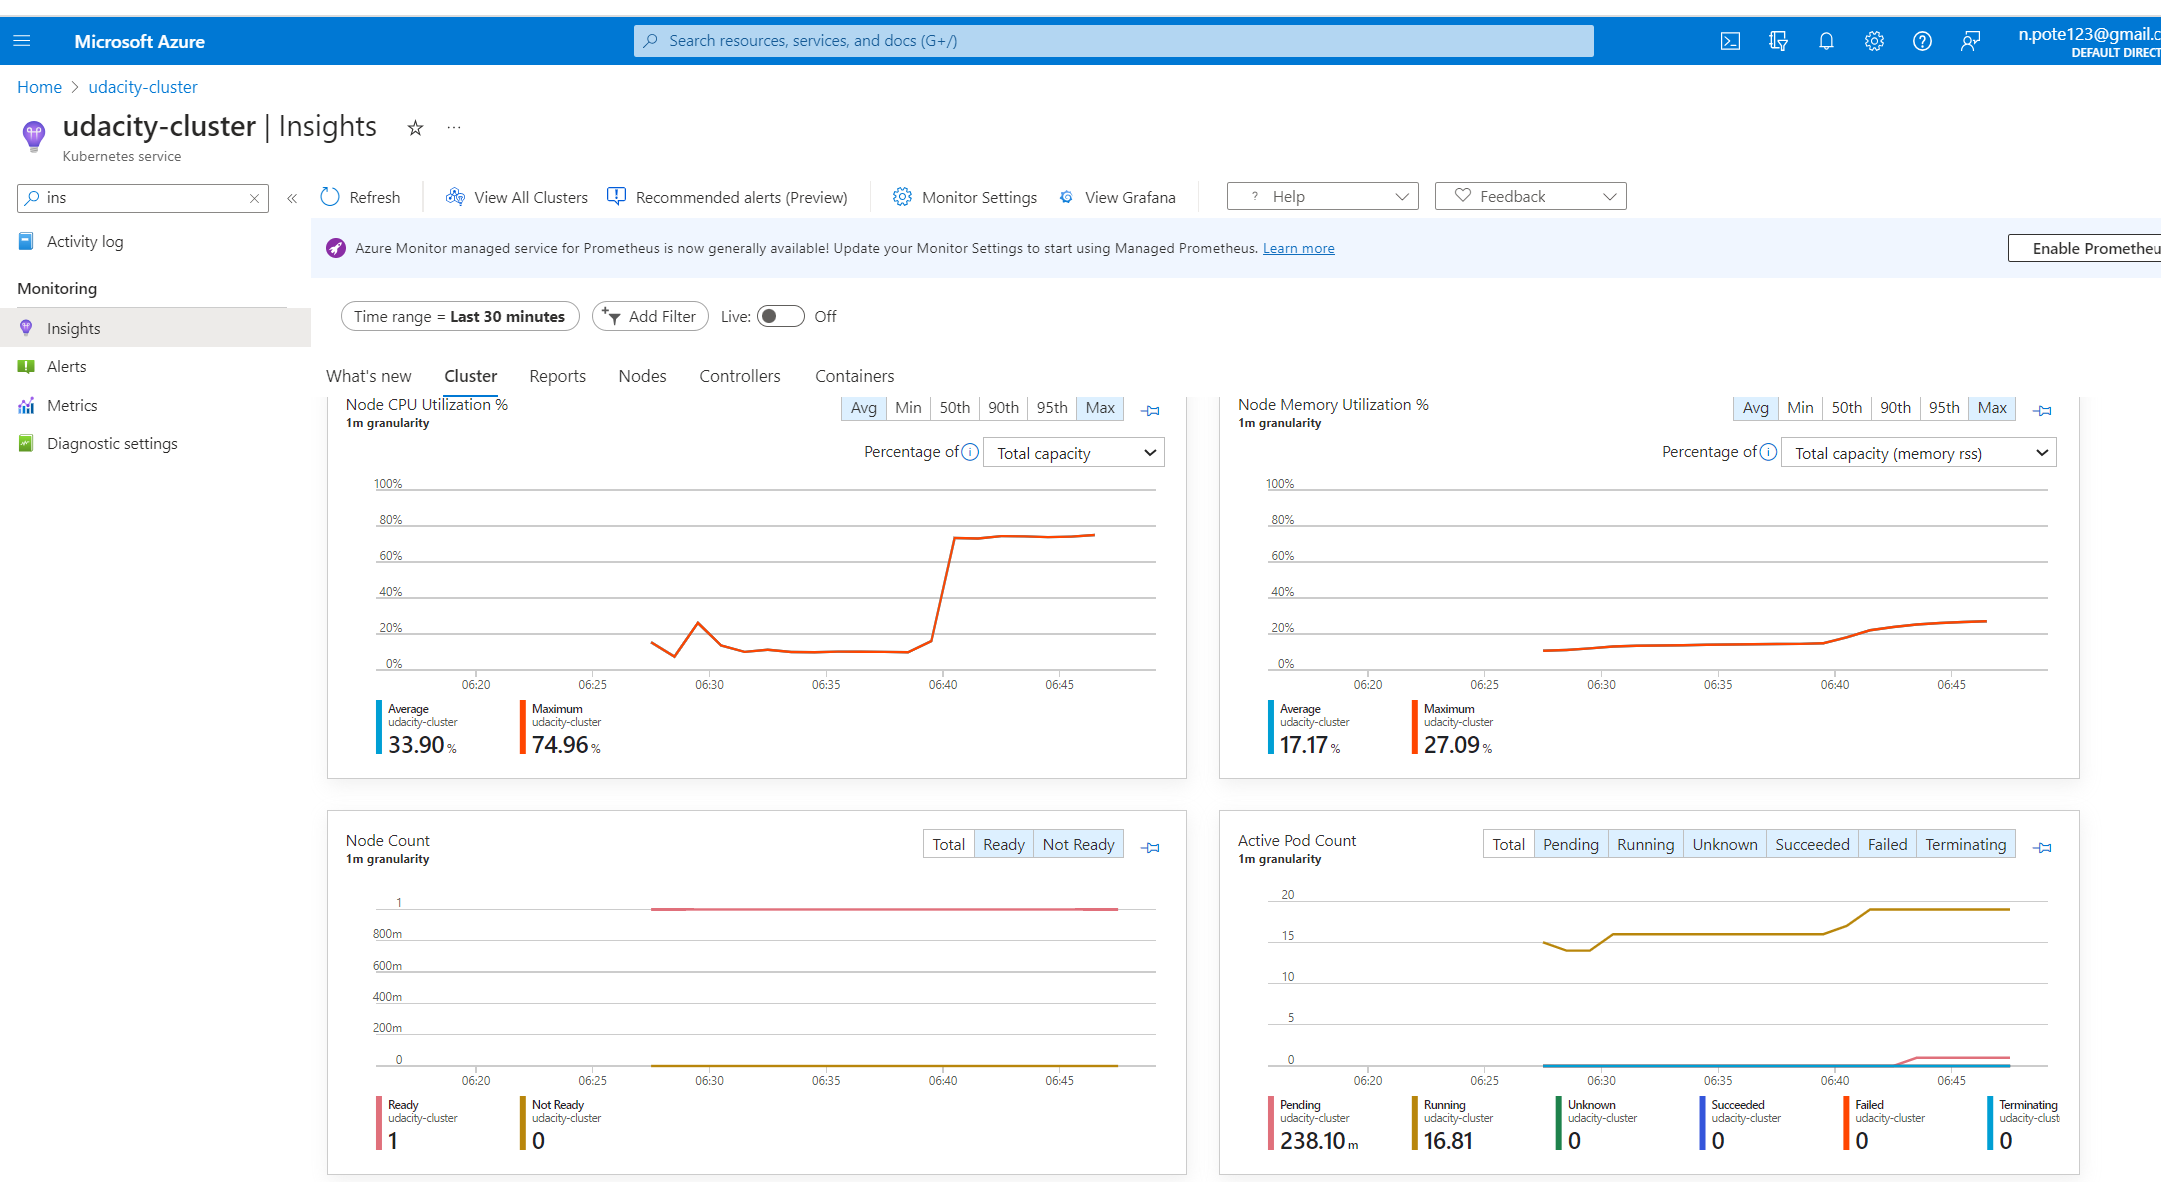 Microsoft Azure
Search resources, services, and docs (G+/)
n.pote123@gmail.c
DEFAULT DIRECT
Home > udacity-cluster
udacity-cluster | Insights
Kubernetes service
ins
Refresh
View All Clusters
Recommended alerts (Preview)
Monitor Settings
View Grafana
? Help
Feedback
Activity log
Monitoring
Insights
Alerts
Metrics
Diagnostic settings
Azure Monitor managed service for Prometheus is now generally available! Update your Monitor Settings to start using Managed Prometheus. Learn more
Enable Prometheu
Time range = Last 30 minutes
Add Filter
Live: Off
What's new Cluster Reports Nodes Controllers Containers
Node CPU Utilization %
1m granularity
Avg Min 50th 90th 95th Max
Percentage of Total capacity
100%
80%
60%
40%
20%
0%
06:20 06:25 06:30 06:35 06:40 06:45
Average
udacity-cluster
33.90 %
Maximum
udacity-cluster
74.96 %
Node Memory Utilization %
1m granularity
Avg Min 50th 90th 95th Max
Percentage of Total capacity (memory rss)
100%
80%
60%
40%
20%
0%
06:20 06:25 06:30 06:35 06:40 06:45
Average
udacity-cluster
17.17 %
Maximum
udacity-cluster
27.09 %
Node Count
1m granularity
Total Ready Not Ready
1
800m
600m
400m
200m
0
06:20 06:25 06:30 06:35 06:40 06:45
Ready
udacity-cluster
1
Not Ready
udacity-cluster
0
Active Pod Count
1m granularity
Total Pending Running Unknown Succeeded Failed Terminating
20
15
10
5
0
06:20 06:25 06:30 06:35 06:40 06:45
Pending
udacity-cluster
238.10 m
Running
udacity-cluster
16.81
Unknown
udacity-cluster
0
Succeeded
udacity-cluster
0
Failed
udacity-cluster
0
Terminating
udacity-clust
0